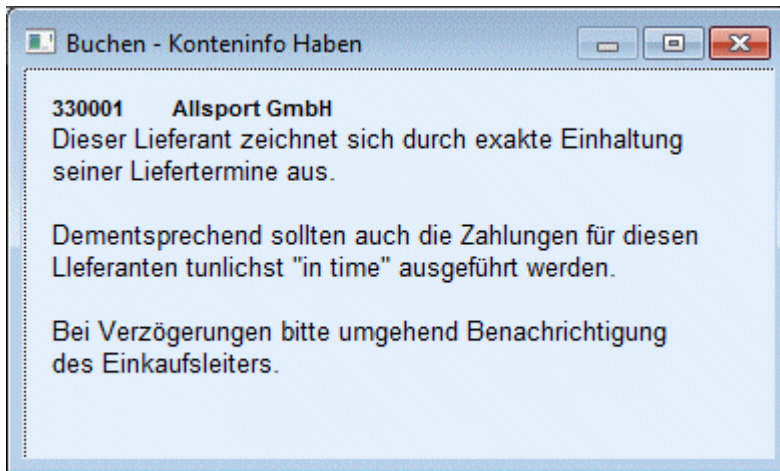 Buchen - Konteninfo Haben
330001 Allsport GmbH
Dieser Lieferant zeichnet sich durch exakte Einhaltung
seiner Liefertermine aus.
Dementsprechend sollten auch die Zahlungen für diesen
LIeferanten tunlichst "in time" ausgeführt werden.
Bei Verzögerungen bitte umgehend Benachrichtigung
des Einkaufsleiters.